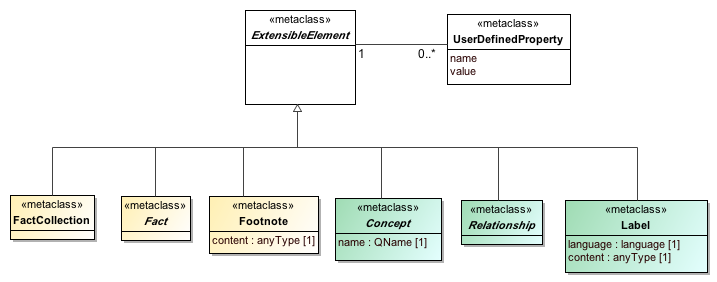 «metaclass»
ExtensibleElement
1
0..*
«metaclass»
UserDefinedProperty
name
value
«metaclass»
FactCollection
«metaclass»
Fact
«metaclass»
Footnote
content : anyType [1]
«metaclass»
Concept
name : QName [1]
«metaclass»
Relationship
«metaclass»
Label
language : language [1]
content : anyType [1]